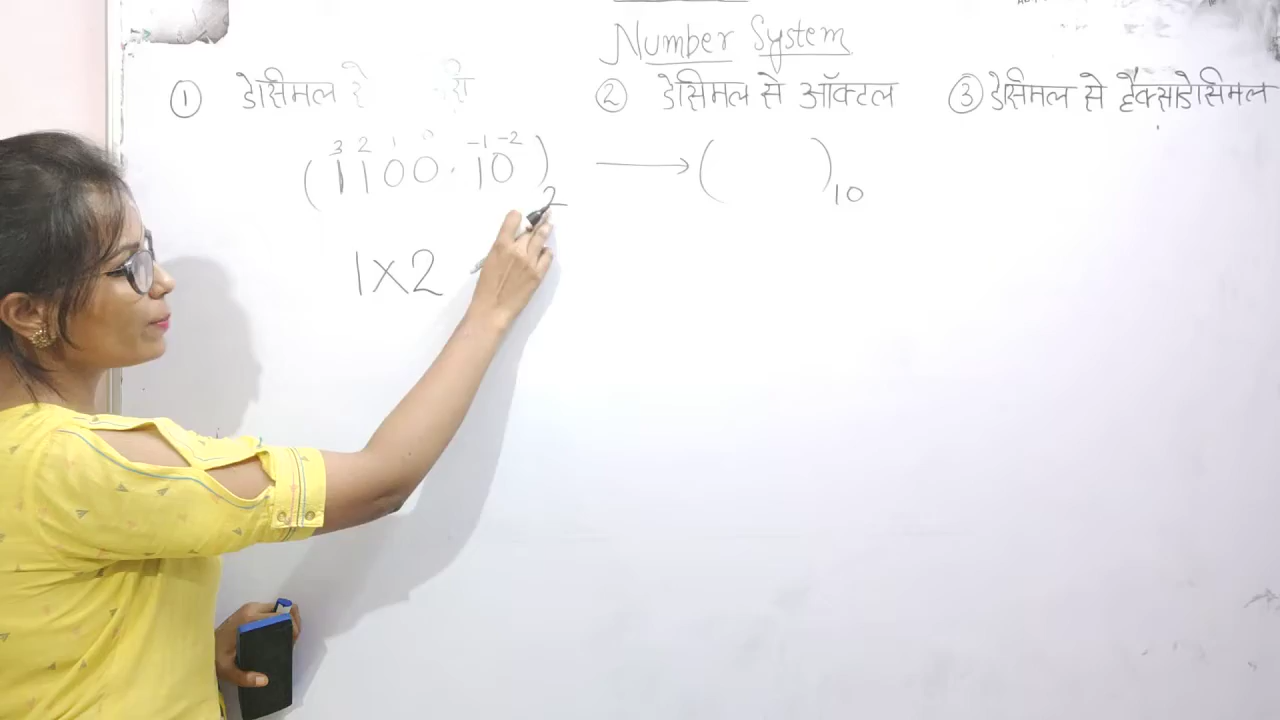 Number System
① डेसिमल
② डेसिमल से ऑक्टल
③ डेसिमल से हैक्साडेसिमल
3 2 1 0 -1 -2
(1100.10)2 → ( )10
1×2